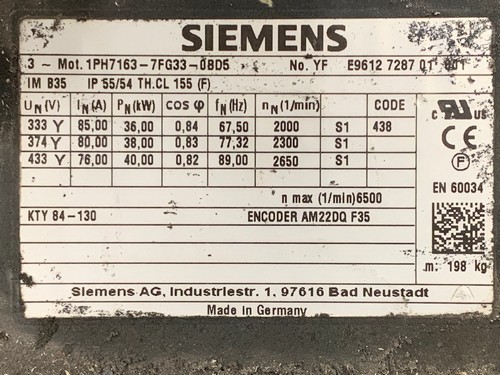 SIEMENS
3 ~ Mot. 1PH7163-7FG33-0BD5 No. YF E9612 7287 01 001
IM B35 IP 55/54 TH.CL 155 (F)
UN(V) IN(A) PN(kW) cos φ fN(Hz) nN(1/min) CODE
333 Y 85,00 36,00 0,84 67,50 2000 S1 438
374 Y 80,00 38,00 0,83 77,32 2300 S1
433 Y 76,00 40,00 0,82 89,00 2650 S1
c RU us
CE
F
n max (1/min)6500
EN 60034
KTY 84-130 ENCODER AM22DQ F35
m: 198 kg
Siemens AG, Industriestr. 1, 97616 Bad Neustadt
Made in Germany